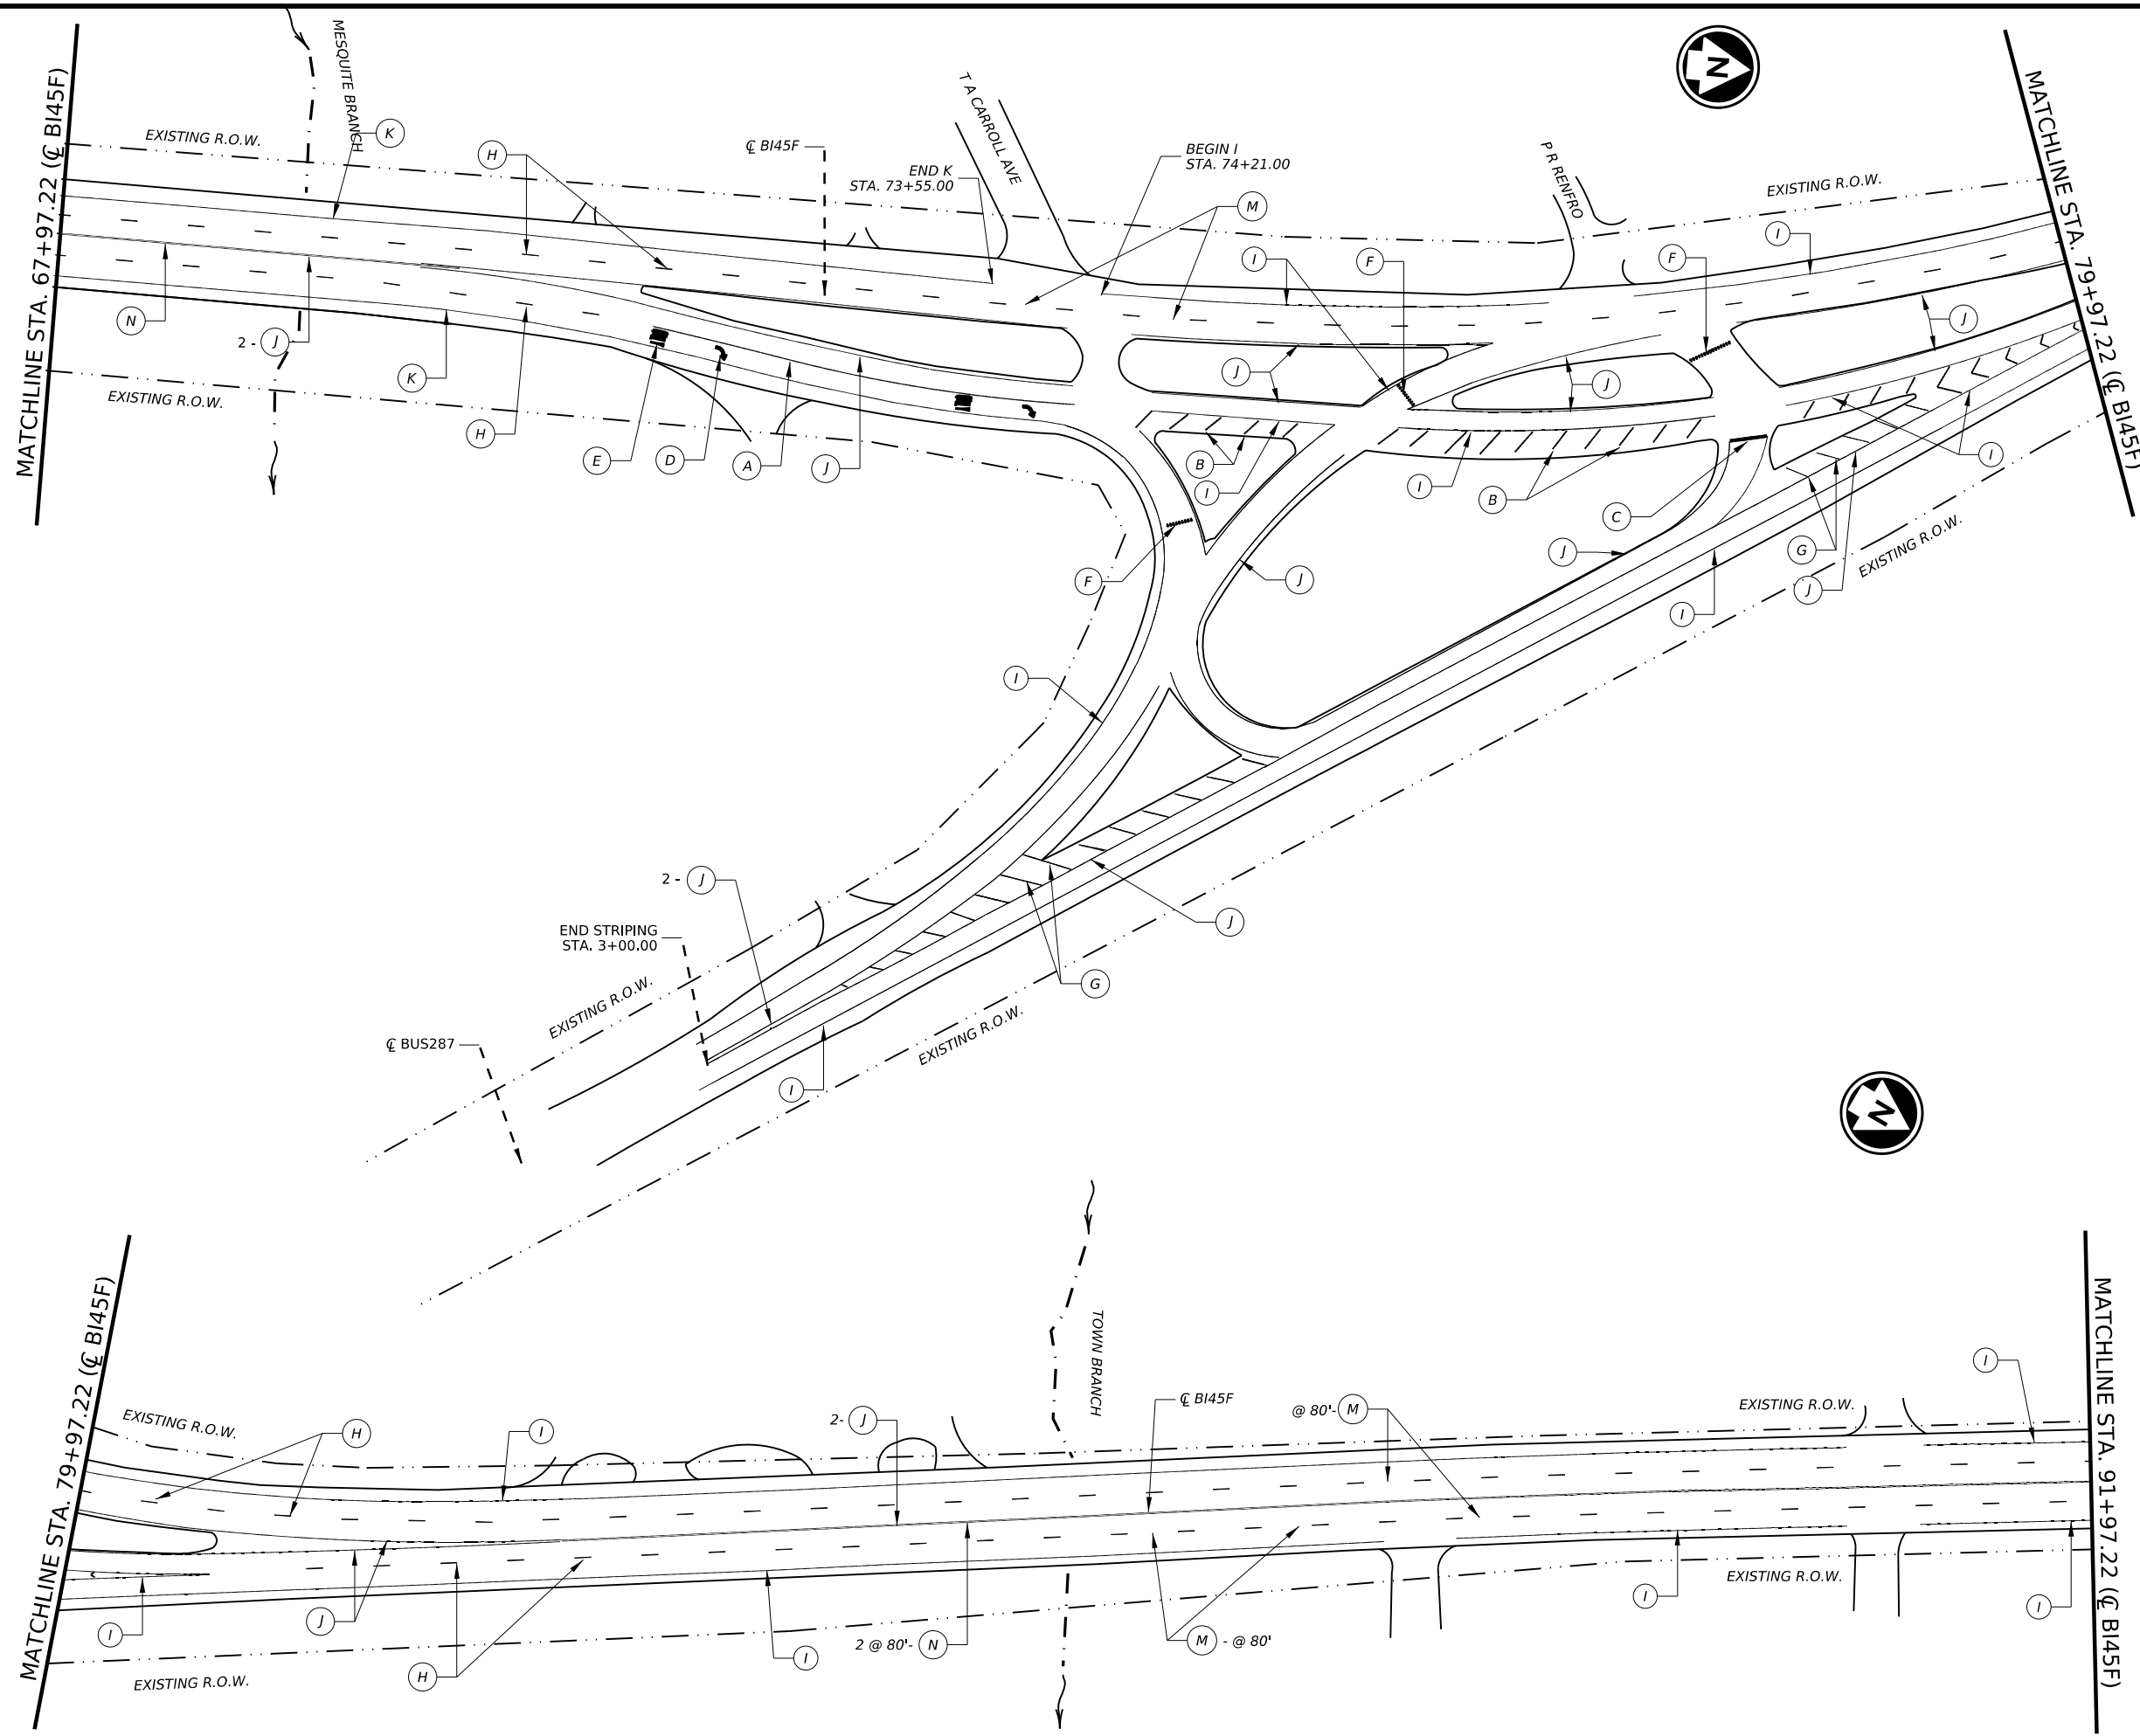 MATCHLINE STA. 67+97.22 (℄ BI45F)
MESQUITE BRANCH
EXISTING R.O.W.
K
H
℄ BI45F
END K
STA. 73+55.00
T A CARROLL AVE
BEGIN I
STA. 74+21.00
M
N
P R RENFRO
EXISTING R.O.W.
MATCHLINE STA. 79+97.22 (℄ BI45F)
I
F
I
F
J
N
2 - J
K
H
EXISTING R.O.W.
E
D
A
J
J
J
B
I
I
B
C
I
J
G
J
I
EXISTING R.O.W.
F
J
I
2 - J
END STRIPING
STA. 3+00.00
J
G
EXISTING R.O.W.
EXISTING R.O.W.
℄ BUS287
I
N
MATCHLINE STA. 79+97.22 (℄ BI45F)
EXISTING R.O.W.
H
I
2- J
TOWN BRANCH
℄ BI45F
@ 80'- M
EXISTING R.O.W.
I
MATCHLINE STA. 91+97.22 (℄ BI45F)
I
J
H
EXISTING R.O.W.
I
2 @ 80'- N
M - @ 80'
I
EXISTING R.O.W.
I